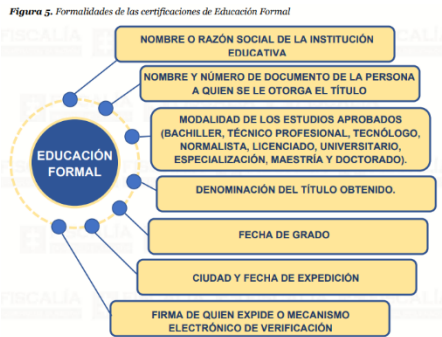 Figura 5. Formalidades de las certificaciones de Educación Formal
NOMBRE O RAZÓN SOCIAL DE LA INSTITUCIÓN
EDUCATIVA
NOMBRE Y NÚMERO DE DOCUMENTO DE LA PERSONA
A QUIEN SE LE OTORGA EL TÍTULO
MODALIDAD DE LOS ESTUDIOS APROBADOS
(BACHILLER, TÉCNICO PROFESIONAL, TECNÓLOGO,
NORMALISTA, LICENCIADO, UNIVERSITARIO,
ESPECIALIZACIÓN, MAESTRÍA Y DOCTORADO).
EDUCACIÓN
FORMAL
DENOMINACIÓN DEL TÍTULO OBTENIDO.
FECHA DE GRADO
CIUDAD Y FECHA DE EXPEDICIÓN
FISCALÍA
FIRMA DE QUIEN EXPIDE O MECANISMO
ELECTRÓNICO DE VERIFICACIÓN